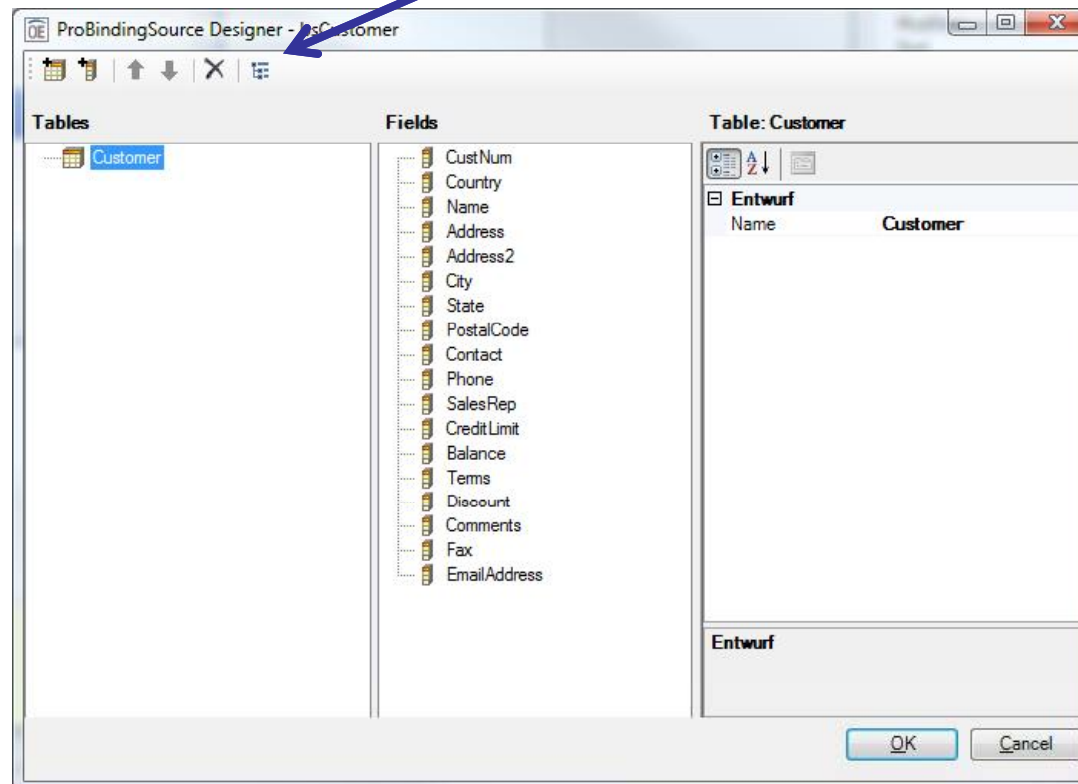 ProBindingSource Designer - bsCustomer
Tables
Customer
Fields
CustNum
Country
Name
Address
Address2
City
State
PostalCode
Contact
Phone
SalesRep
CreditLimit
Balance
Terms
Discount
Comments
Fax
EmailAddress
Table: Customer
Entwurf
Name Customer
Entwurf
OK Cancel